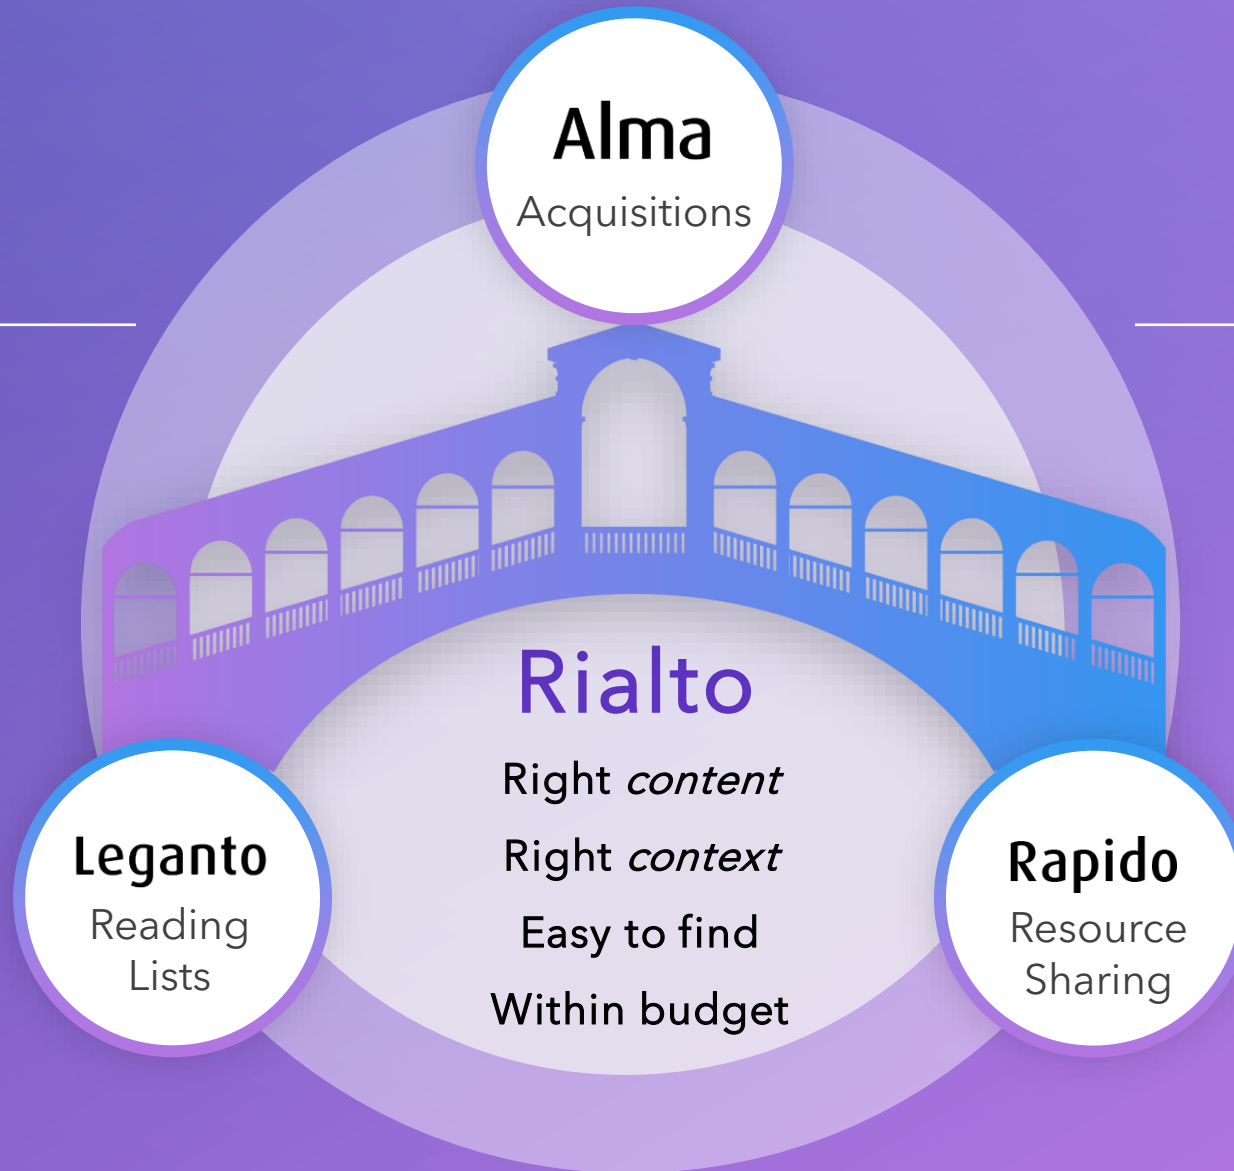 Alma
Acquisitions
Rialto
Right content
Right context
Easy to find
Within budget
Leganto
Reading
Lists
Rapido
Resource
Sharing